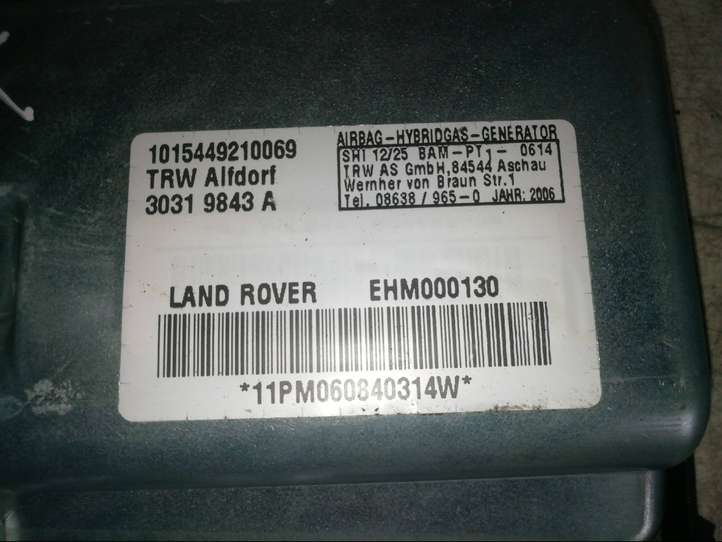 1015449210069
TRW Alfdorf
3031 9843 A
AIRBAG-HYBRIDGAS-GENERATOR
SHI 12/25 BAM-PT1- 0614
TRW AS GmbH,84544 Aschau
Wernher von Braun Str.1
Tel. 08638 / 965-0 JAHR: 2006
LAND ROVER EHM000130
*11PM060840314W*